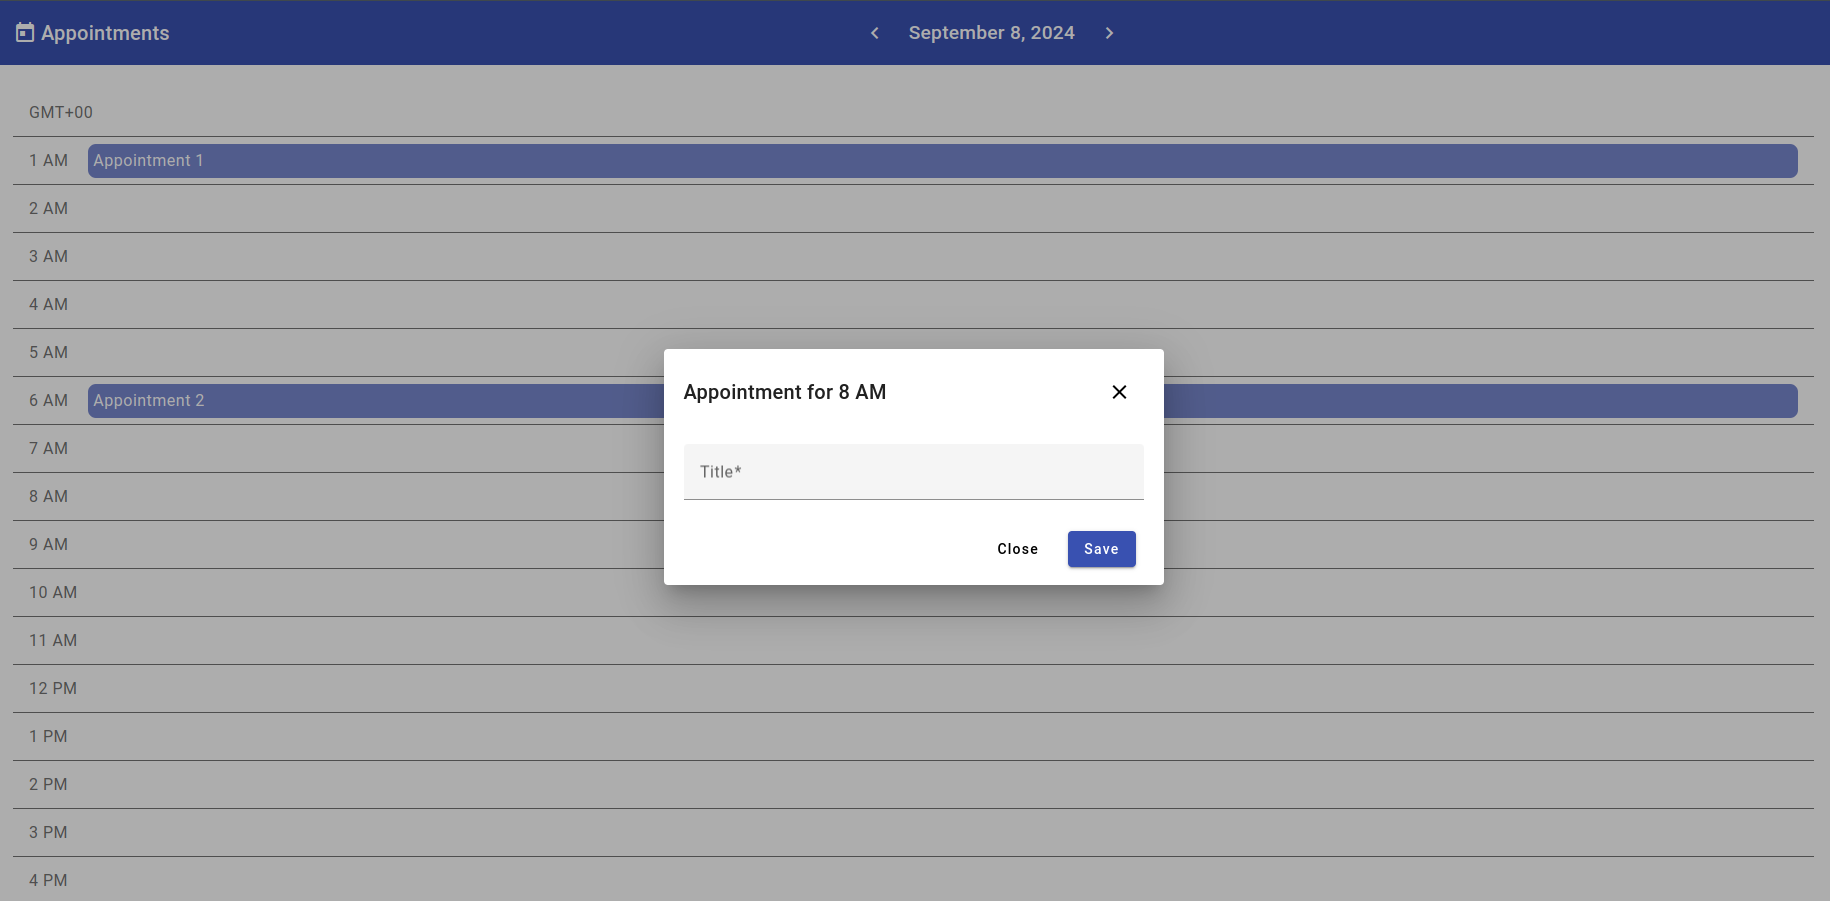 Appointments
September 8, 2024
GMT+00
1 AM Appointment 1
2 AM
3 AM
4 AM
5 AM
6 AM Appointment 2
7 AM
8 AM
9 AM
10 AM
11 AM
12 PM
1 PM
2 PM
3 PM
4 PM
Appointment for 8 AM
Title*
Close Save